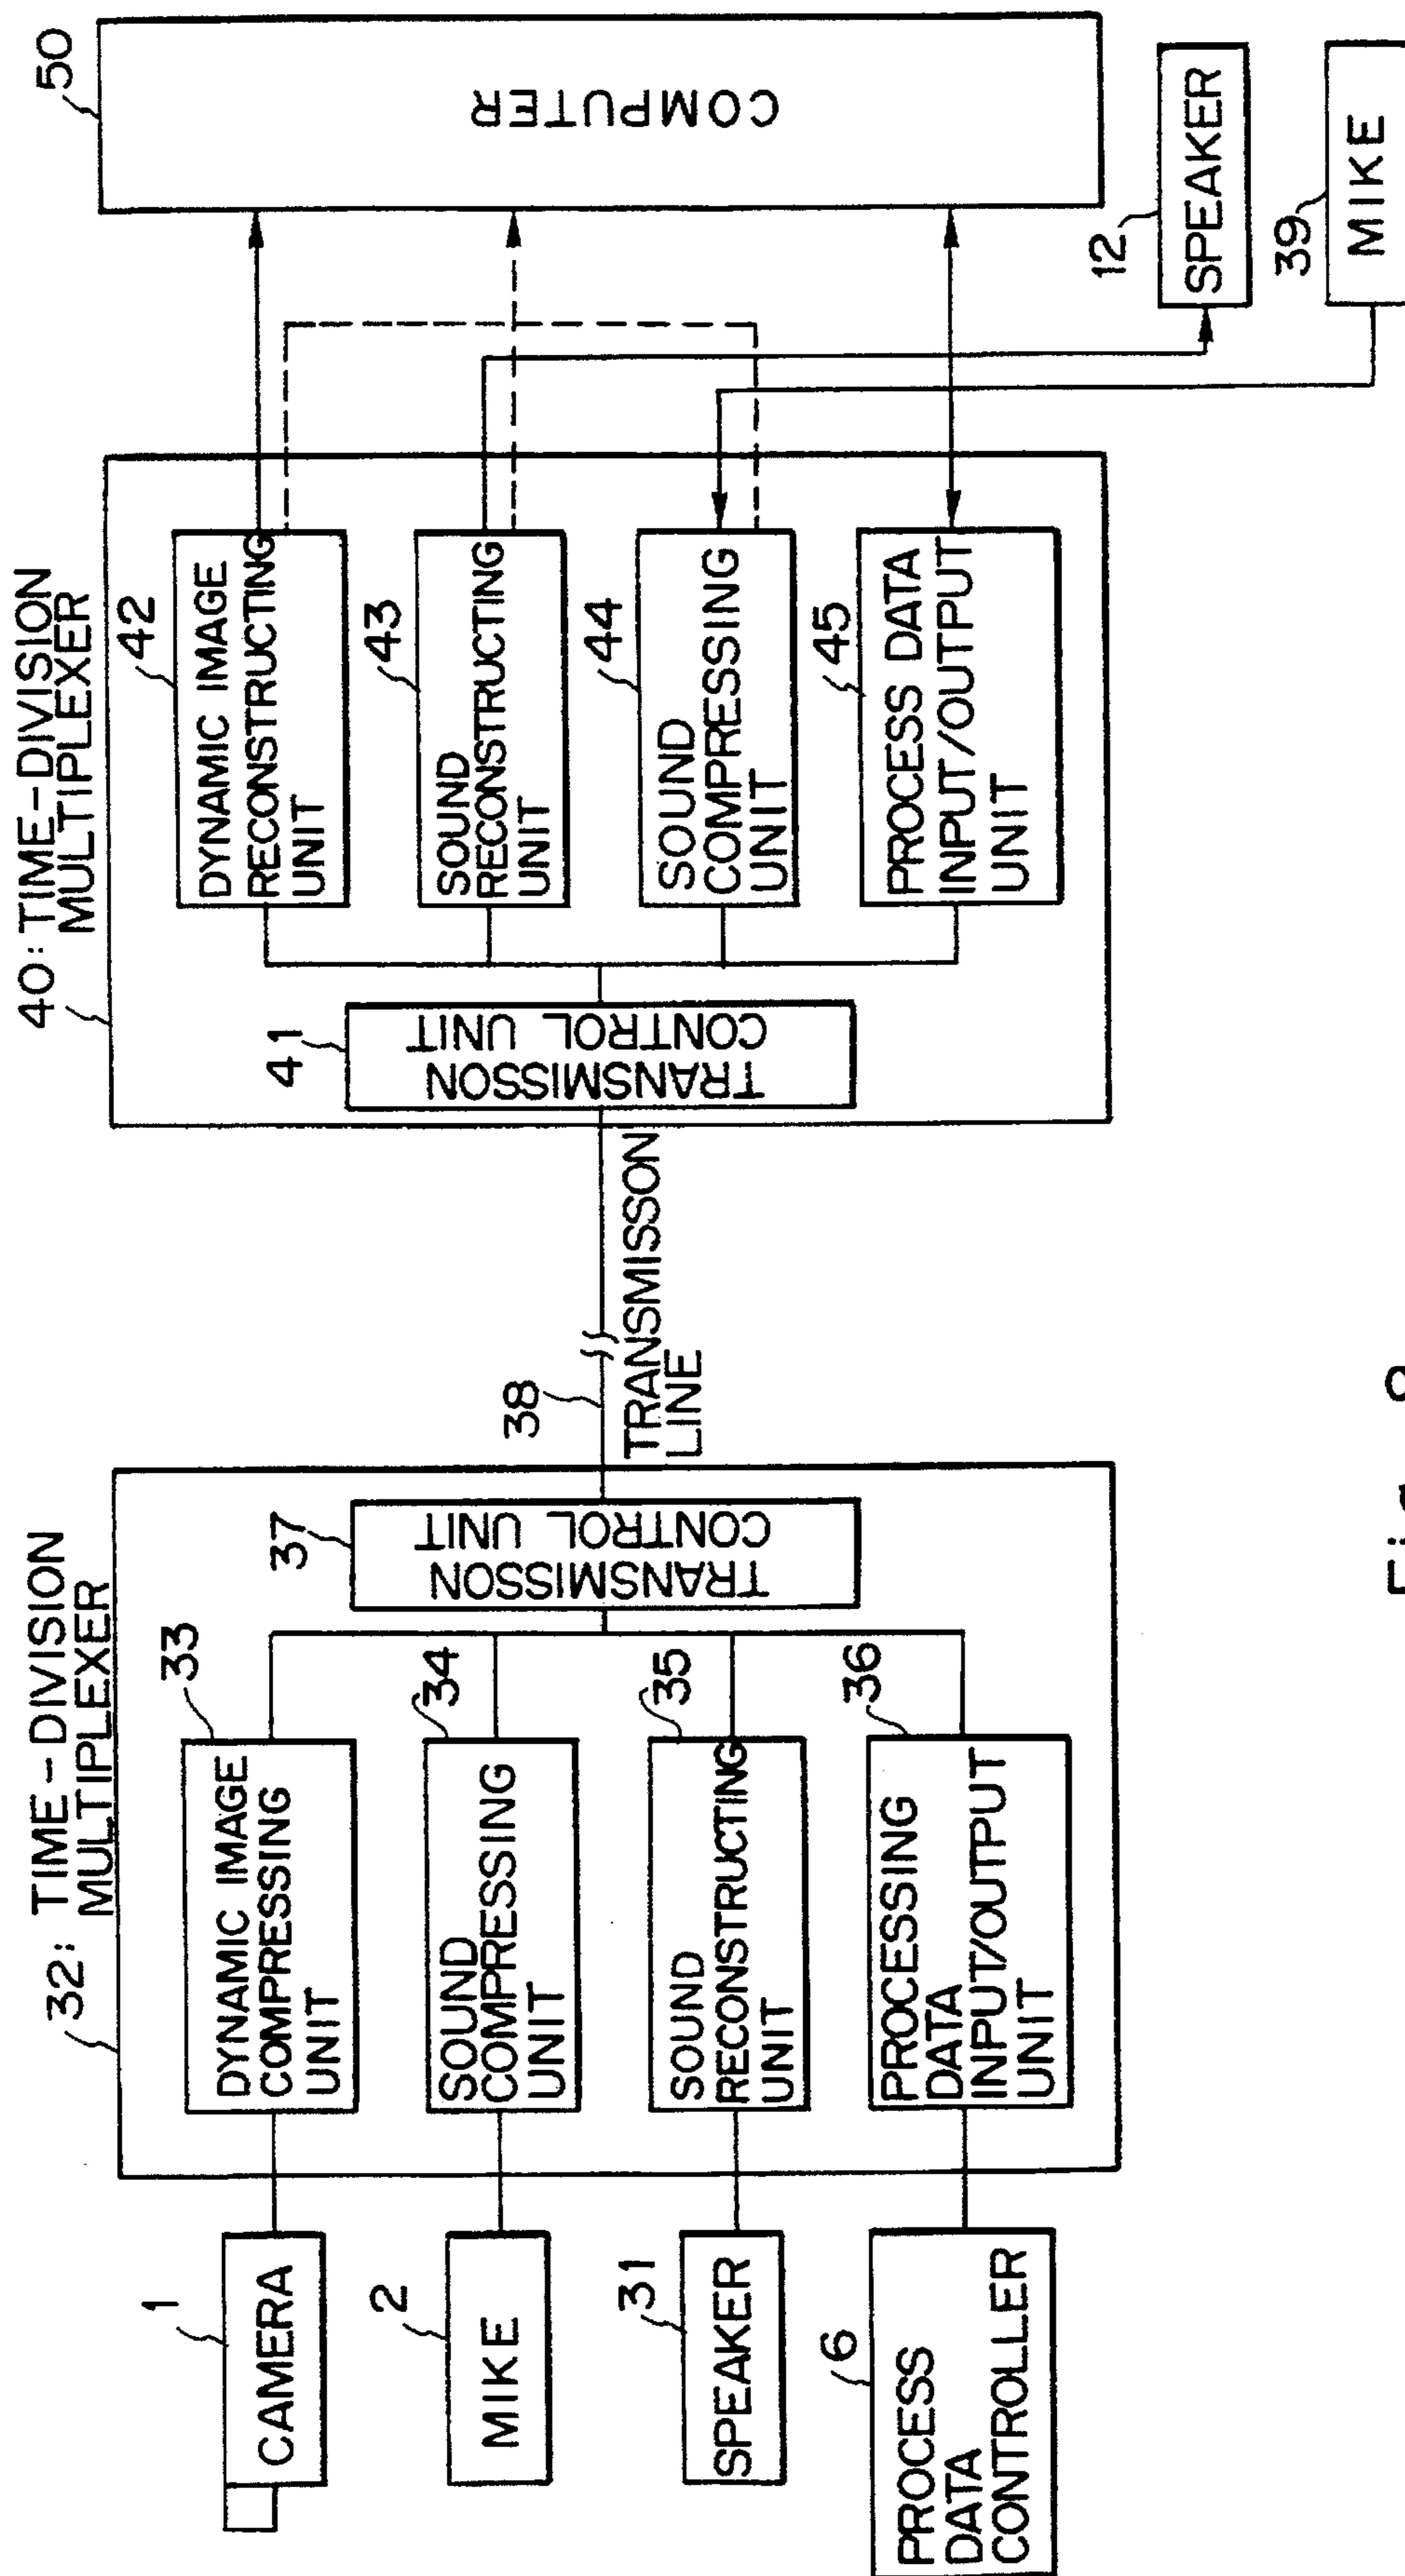 32: TIME-DIVISION
MULTIPLEXER
40: TIME-DIVISION
MULTIPLEXER
1
CAMERA
2
MIKE
31
SPEAKER
6
PROCESS
DATA
CONTROLLER
33
DYNAMIC IMAGE
COMPRESSING
UNIT
34
SOUND
COMPRESSING
UNIT
35
SOUND
RECONSTRUCTING
UNIT
36
PROCESSING
DATA
INPUT/OUTPUT
UNIT
37
TRANSMISSON
CONTROL UNIT
38
TRANSMISSON
LINE
41
TRANSMISSON
CONTROL UNIT
42
DYNAMIC IMAGE
RECONSTRUCTING
UNIT
43
SOUND
RECONSTRUCTING
UNIT
44
SOUND
COMPRESSING
UNIT
45
PROCESS DATA
INPUT/OUTPUT
UNIT
50
COMPUTER
12
SPEAKER
39
MIKE